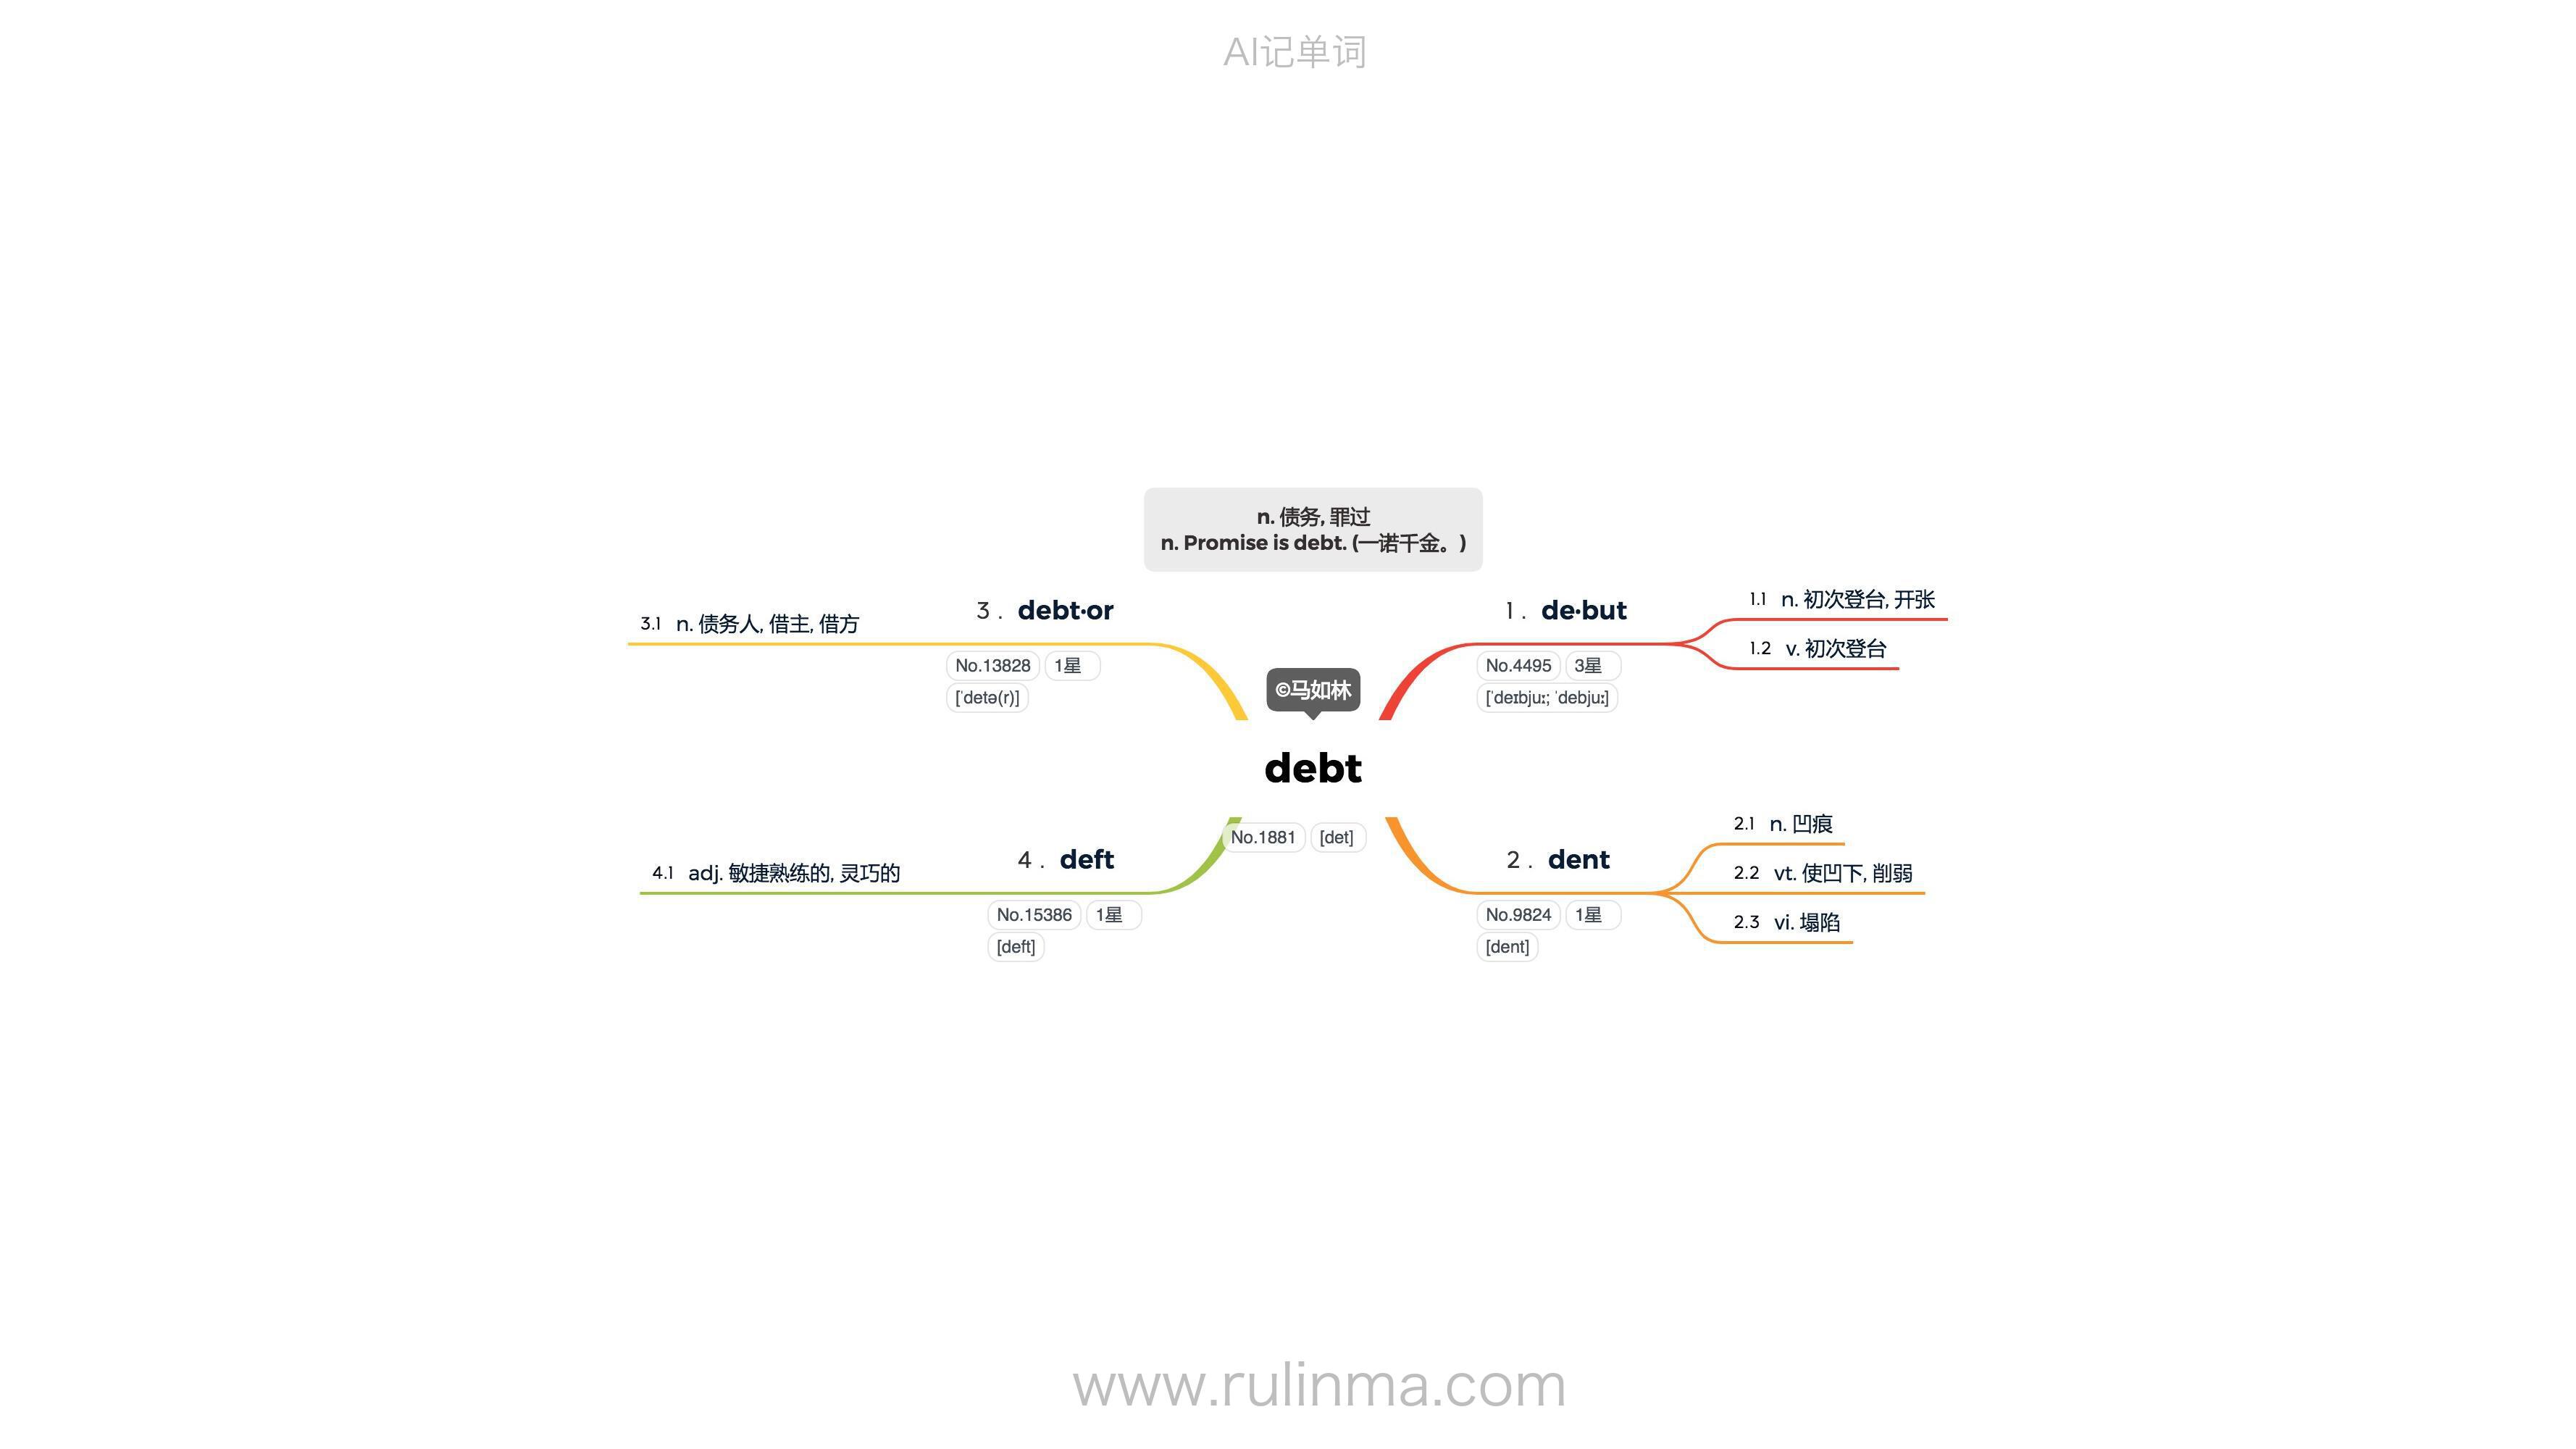 AI记单词
n. 债务, 罪过
n. Promise is debt. (一诺千金。)
©马如林
debt
No.1881 [det]
1 . de·but
No.4495 3星
[ˈdeɪbjuː; ˈdebjuː]
1.1 n. 初次登台, 开张
1.2 v. 初次登台
2 . dent
No.9824 1星
[dent]
2.1 n. 凹痕
2.2 vt. 使凹下, 削弱
2.3 vi. 塌陷
3 . debt·or
No.13828 1星
[ˈdetə(r)]
3.1 n. 债务人, 借主, 借方
4 . deft
No.15386 1星
[deft]
4.1 adj. 敏捷熟练的, 灵巧的
www.rulinma.com